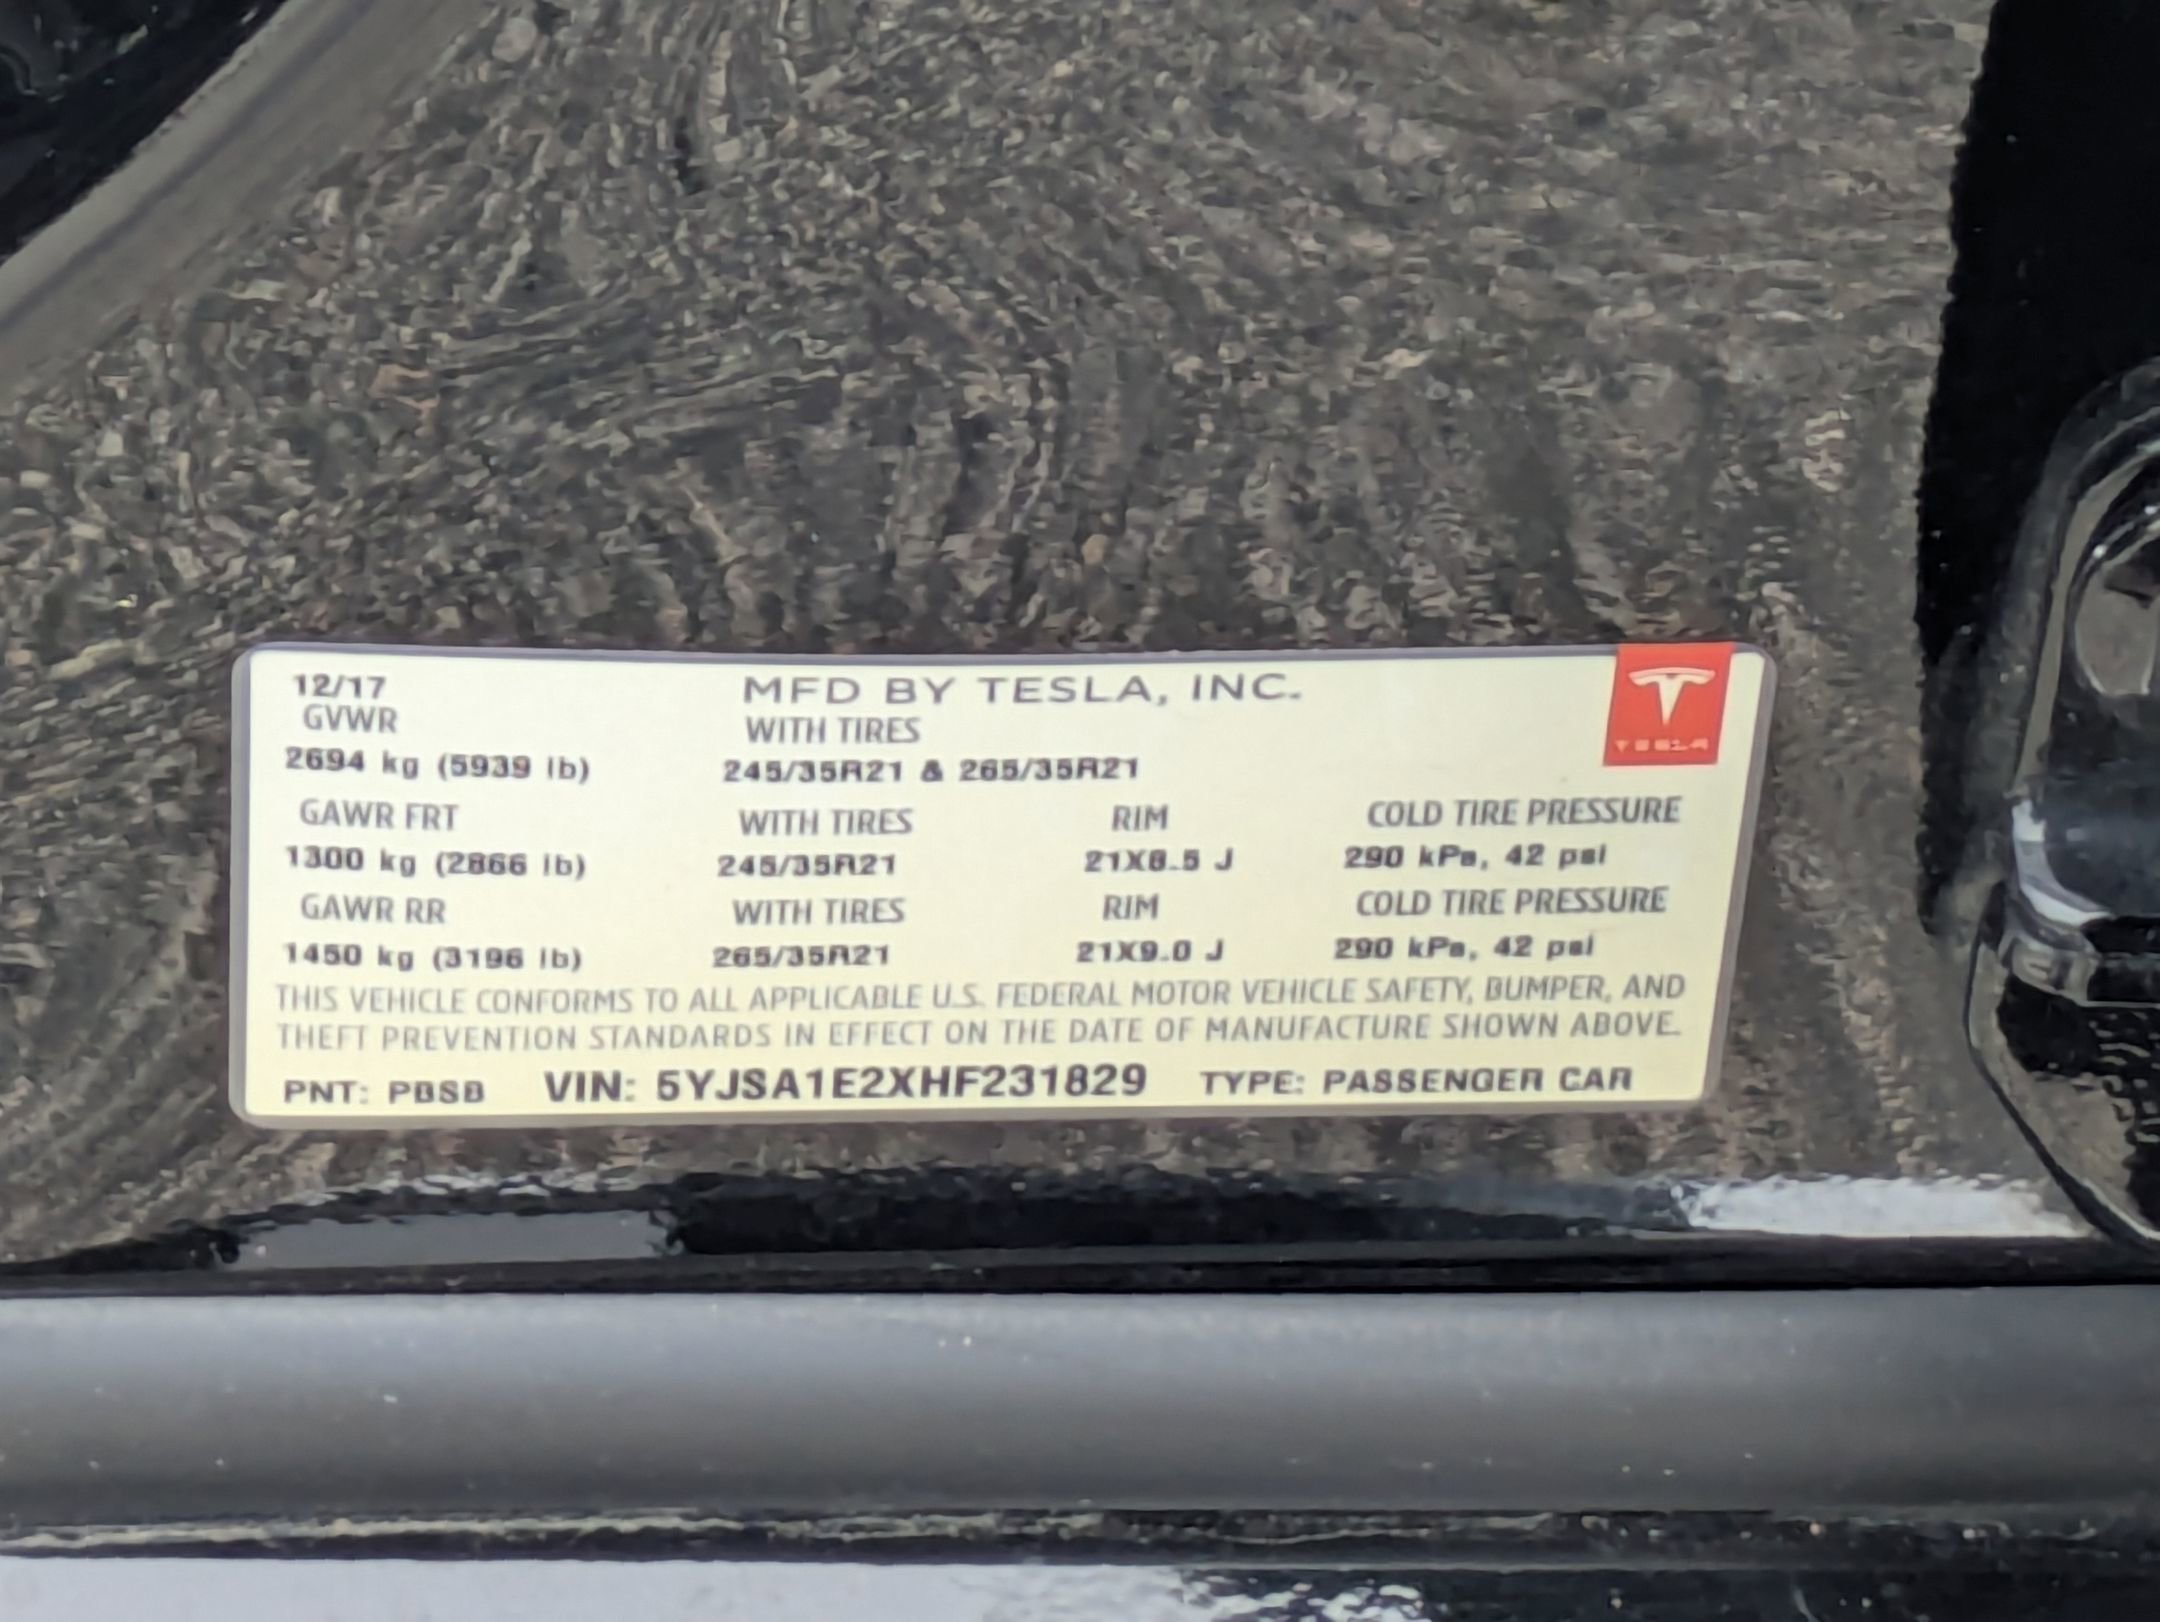 12/17 MFD BY TESLA, INC.
GVWR WITH TIRES
2694 kg (5939 lb) 245/35R21 & 265/35R21
TESLA
GAWR FRT WITH TIRES RIM COLD TIRE PRESSURE
1300 kg (2866 lb) 245/35R21 21X8.5 J 290 kPa, 42 psi
GAWR RR WITH TIRES RIM COLD TIRE PRESSURE
1450 kg (3196 lb) 265/35R21 21X9.0 J 290 kPa, 42 psi
THIS VEHICLE CONFORMS TO ALL APPLICABLE U.S. FEDERAL MOTOR VEHICLE SAFETY, BUMPER, AND
THEFT PREVENTION STANDARDS IN EFFECT ON THE DATE OF MANUFACTURE SHOWN ABOVE.
PNT: PBSB VIN: 5YJSA1E2XHF231829 TYPE: PASSENGER CAR